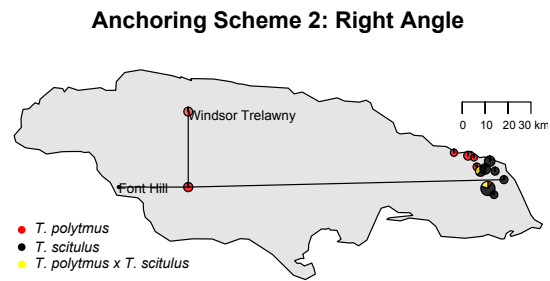 Anchoring Scheme 2: Right Angle
Windsor Trelawny
0 10 20 30 km
Font Hill
T. polytmus
T. scitulus
T. polytmus x T. scitulus